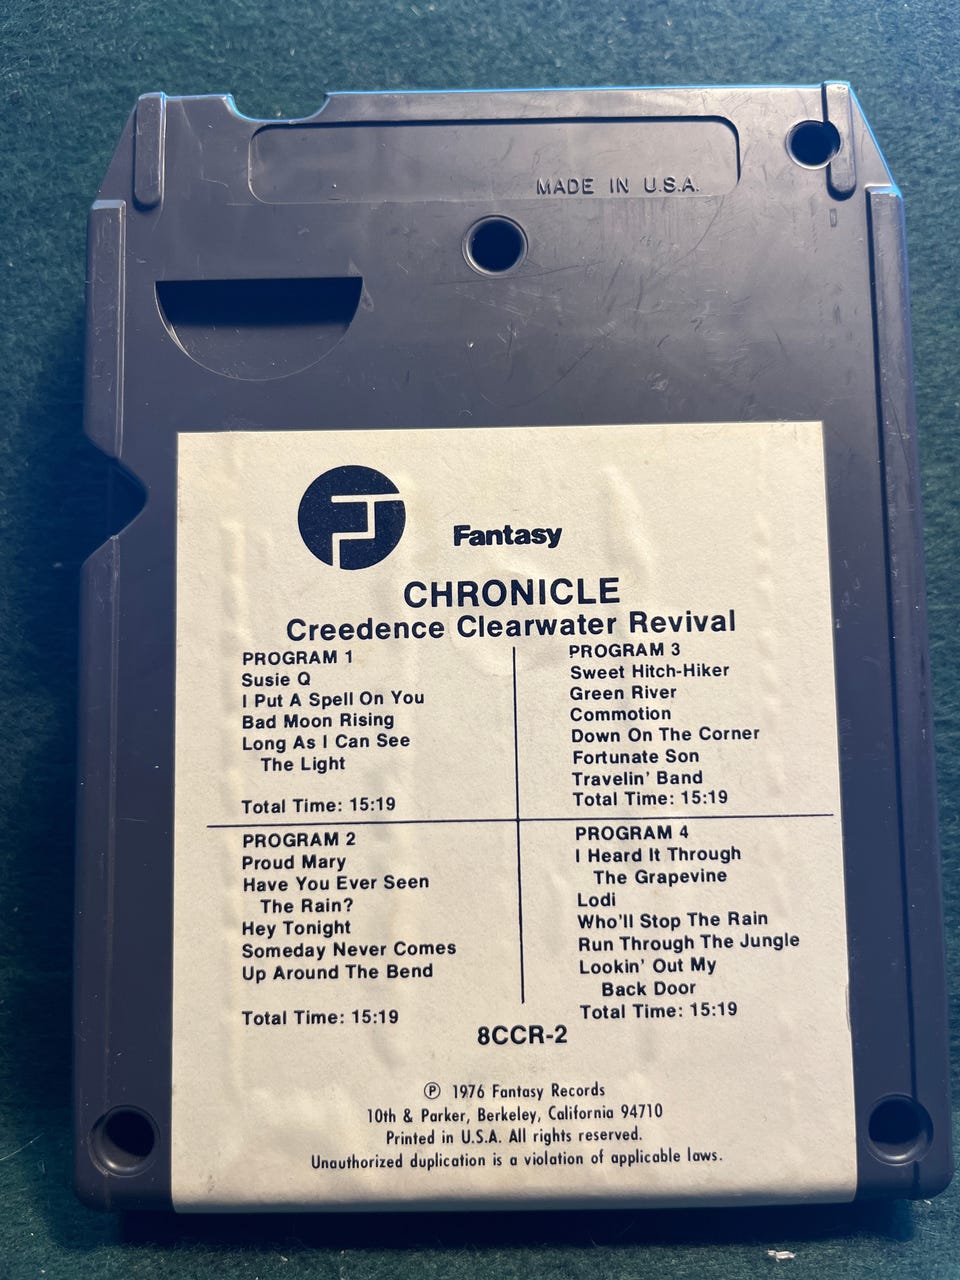 MADE IN U.S.A.
Fantasy
CHRONICLE
Creedence Clearwater Revival
PROGRAM 1
Susie Q
I Put A Spell On You
Bad Moon Rising
Long As I Can See
The Light
Total Time: 15:19
PROGRAM 2
Proud Mary
Have You Ever Seen
The Rain?
Hey Tonight
Someday Never Comes
Up Around The Bend
Total Time: 15:19
PROGRAM 3
Sweet Hitch-Hiker
Green River
Commotion
Down On The Corner
Fortunate Son
Travelin' Band
Total Time: 15:19
PROGRAM 4
I Heard It Through
The Grapevine
Lodi
Who'll Stop The Rain
Run Through The Jungle
Lookin' Out My
Back Door
Total Time: 15:19
8CCR-2
℗ 1976 Fantasy Records
10th & Parker, Berkeley, California 94710
Printed in U.S.A. All rights reserved.
Unauthorized duplication is a violation of applicable laws.